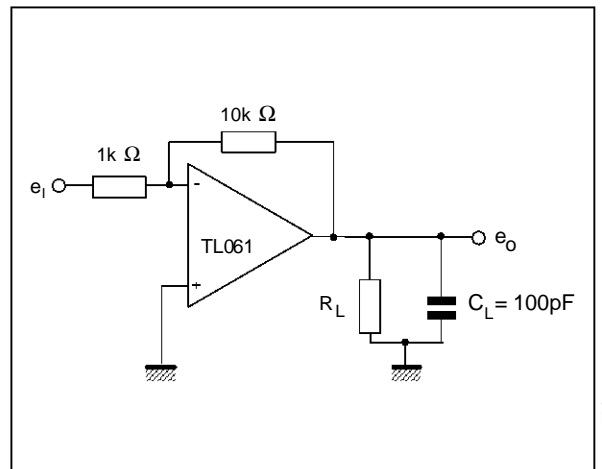 10k Ω
1k Ω
e_I
-
TL061
e_o
+
R_L
C_L= 100pF